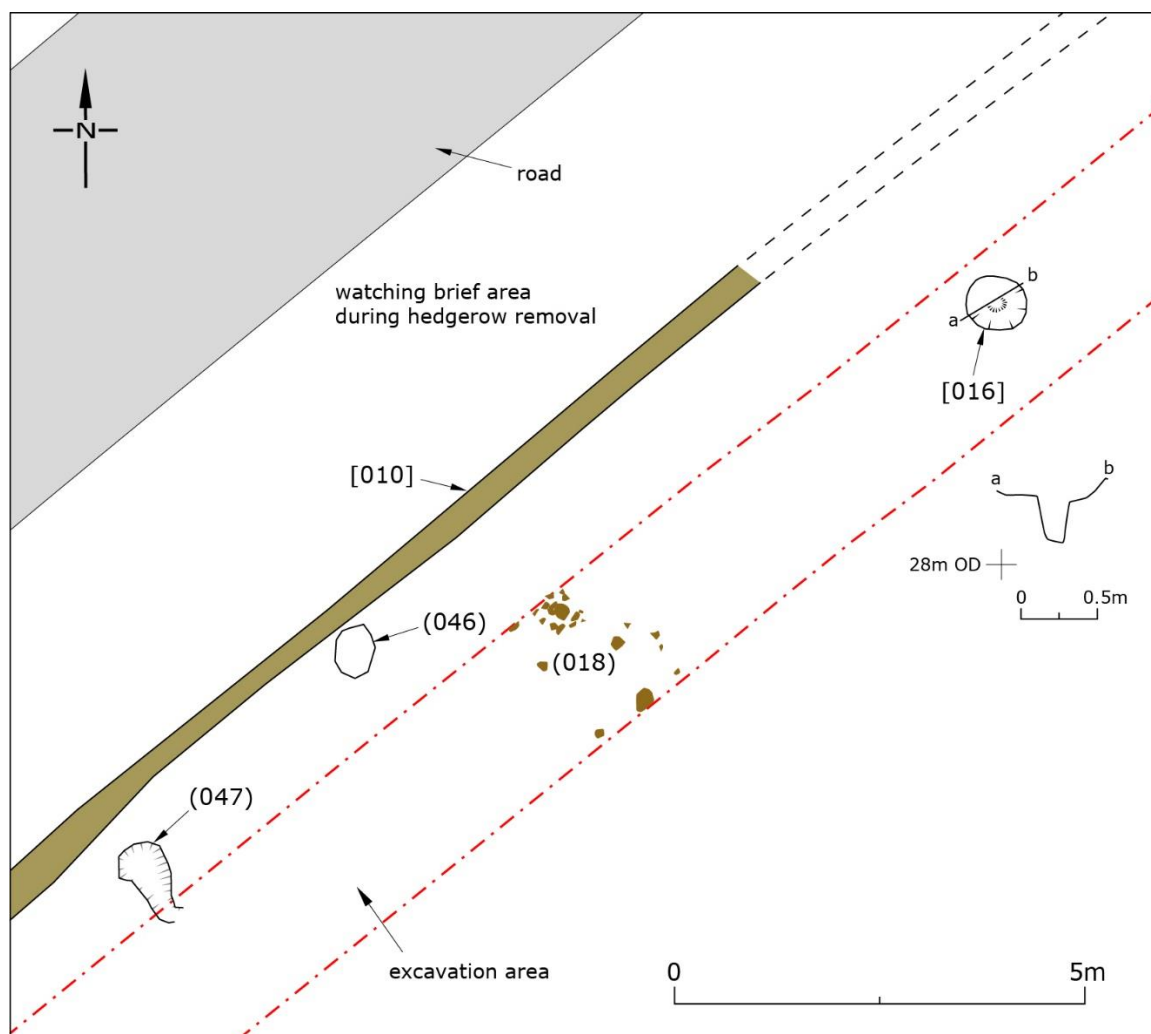 N
road
watching brief area
during hedgerow removal
b
a
[016]
[010]
a
b
28m OD
0
0.5m
(046)
(018)
(047)
excavation area
0
5m